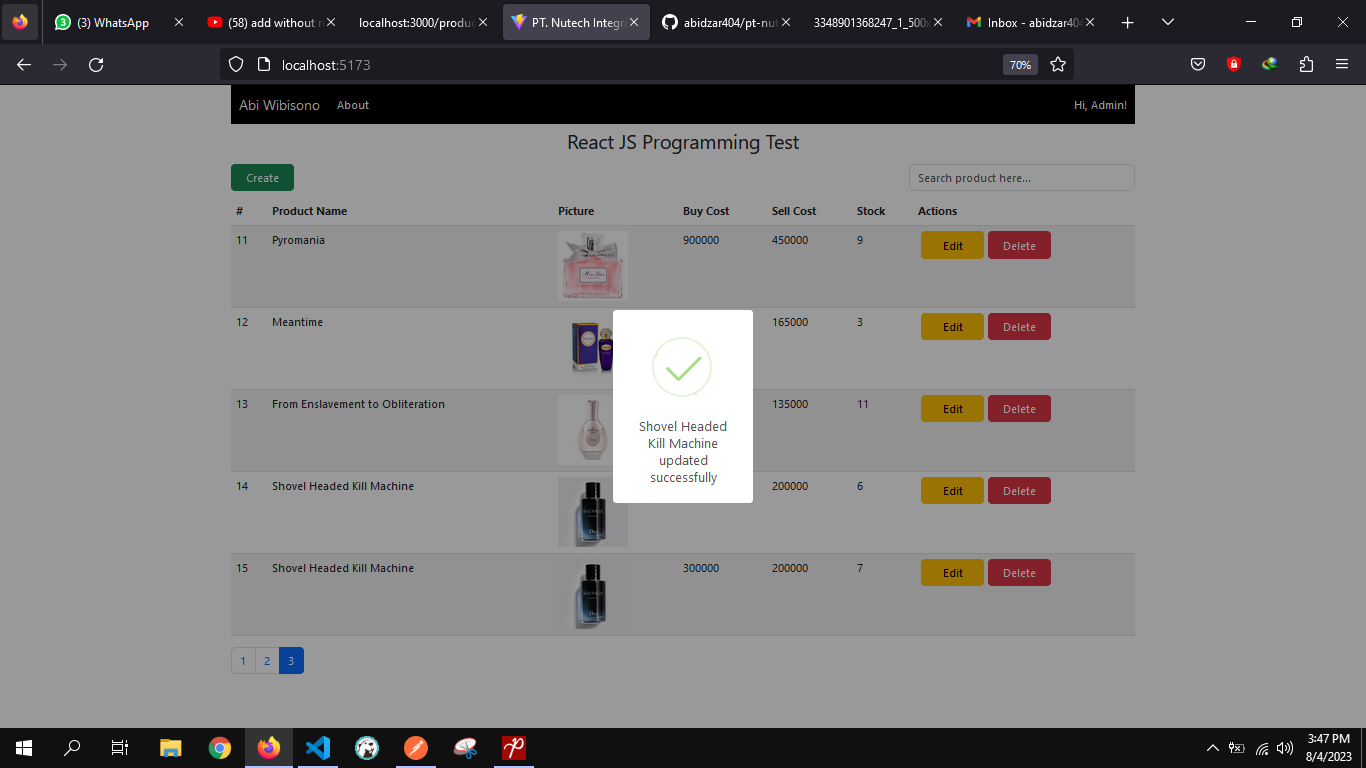 (3) WhatsApp
(58) add without r
localhost:3000/produc
PT. Nutech Integra
abidzar404/pt-nut
3348901368247_1_500x
Inbox - abidzar404
localhost:5173
70%
Abi Wibisono
About
Hi, Admin!
React JS Programming Test
Create
Search product here...
# Product Name Picture Buy Cost Sell Cost Stock Actions
11 Pyromania 900000 450000 9 Edit Delete
12 Meantime 165000 3 Edit Delete
13 From Enslavement to Obliteration 135000 11 Edit Delete
14 Shovel Headed Kill Machine 200000 6 Edit Delete
15 Shovel Headed Kill Machine 300000 200000 7 Edit Delete
Shovel Headed
Kill Machine
updated
successfully
1 2 3
3:47 PM
8/4/2023